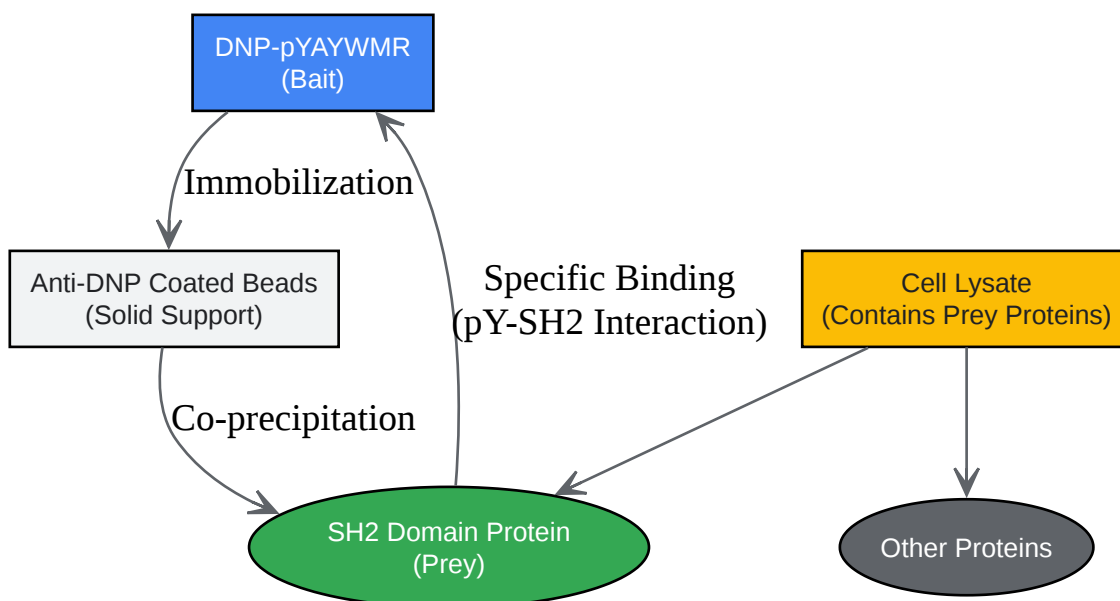 DNP-pYAYWMR
(Bait)
Immobilization
Anti-DNP Coated Beads
(Solid Support)
Specific Binding
(pY-SH2 Interaction)
Cell Lysate
(Contains Prey Proteins)
Co-precipitation
SH2 Domain Protein
(Prey)
Other Proteins